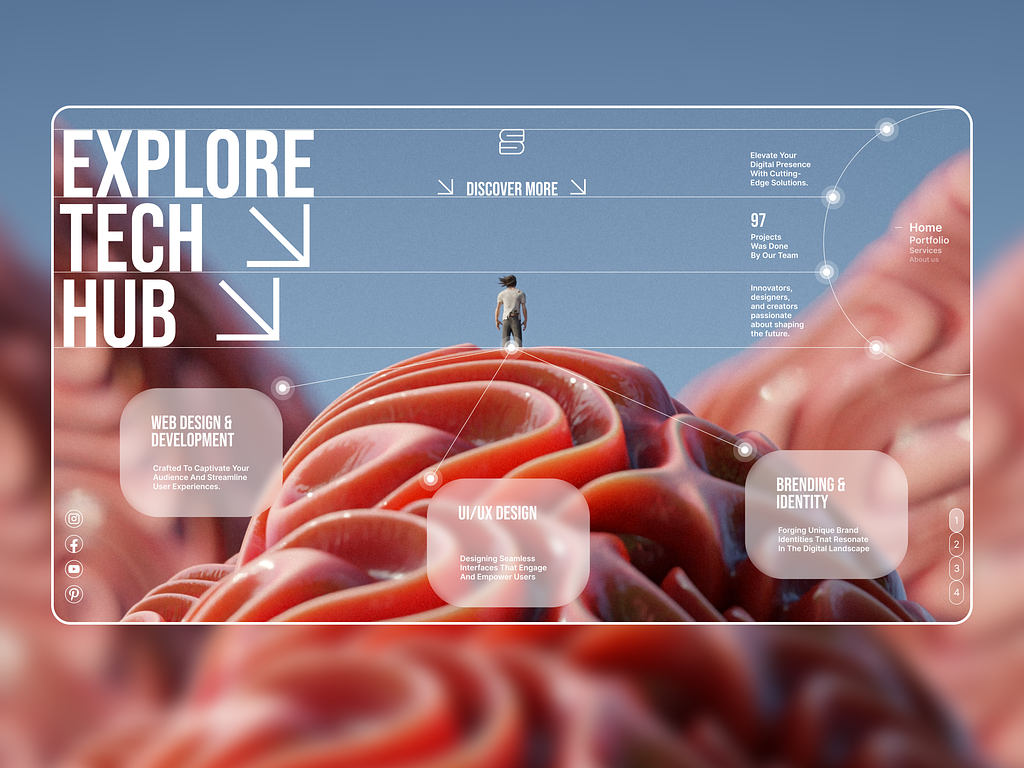 EXPLORE
TECH
HUB
DISCOVER MORE
Elevate Your
Digital Presence
With Cutting-
Edge Solutions.
97
Projects
Was Done
By Our Team
Innovators,
designers,
and creators
passionate
about shaping
the future.
Home
Portfolio
Services
About us
WEB DESIGN &
DEVELOPMENT
Crafted To Captivate Your
Audience And Streamline
User Experiences.
UI/UX DESIGN
Designing Seamless
Interfaces That Engage
And Empower Users
BRENDING &
IDENTITY
Forging Unique Brand
Identities Tnat Resonate
In The Digital Landscape
1
2
3
4